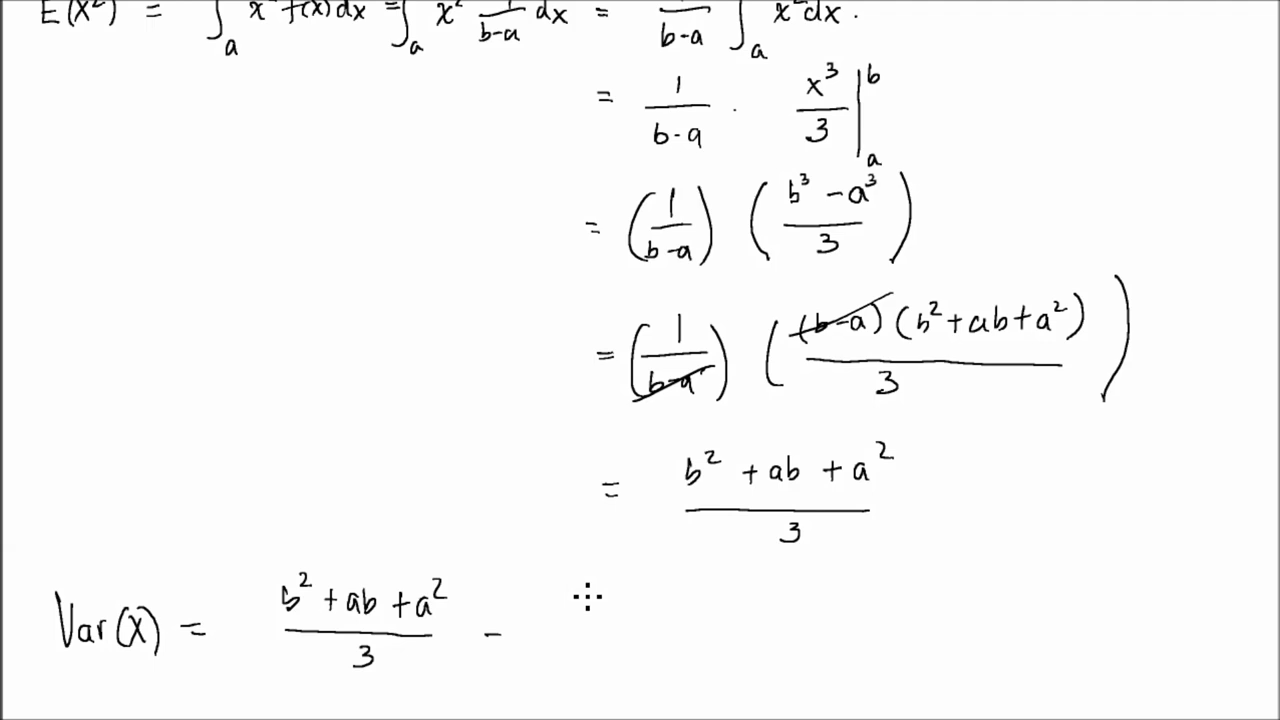 E(X²) = ∫ₐ x² f(x) dx = ∫ₐ x² 1/(b-a) dx = 1/(b-a) ∫ₐ x² dx.
= 1/(b-a) · x³/3 |ₐᵇ
= (1/(b-a)) ((b³ - a³)/3)
= (1/(b-a)) ((b-a)(b² + ab + a²)/3)
= (b² + ab + a²)/3
Var(X) = (b² + ab + a²)/3 -